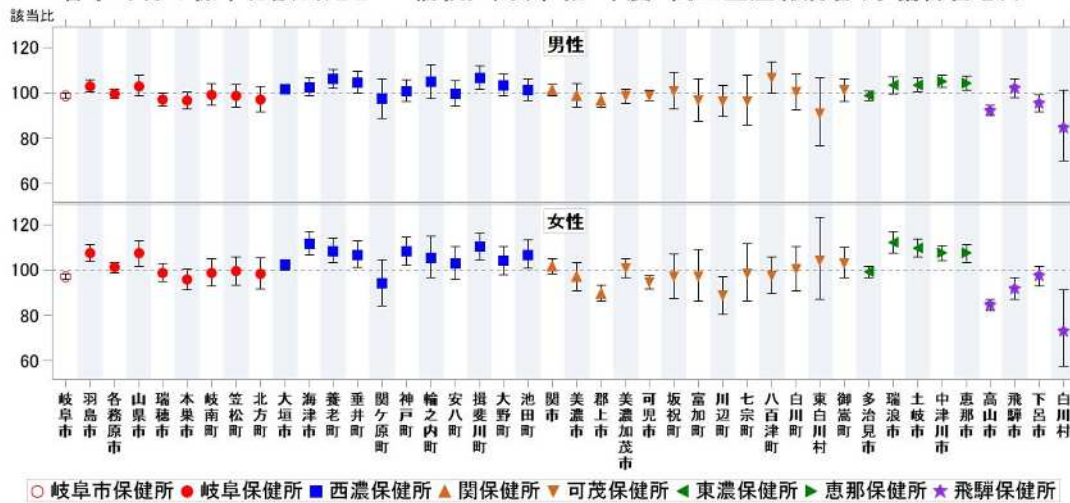 該当比
男性
120
100
80
60
女性
120
100
80
60
岐阜市
羽島市
各務原市
山県市
瑞穂市
本巣市
岐南町
笠松町
北方町
大垣市
海津市
養老町
垂井町
関ケ原町
神戸町
輪之内町
安八町
揖斐川町
大野町
池田町
関市
美濃市
郡上市
美濃加茂市
可児市
坂祝町
富加町
川辺町
七宗町
八百津町
白川町
東白川村
御嵩町
多治見市
瑞浪市
土岐市
中津川市
恵那市
高山市
飛騨市
下呂市
白川村
岐阜市保健所 岐阜保健所 西濃保健所 関保健所 可茂保健所 東濃保健所 恵那保健所 飛騨保健所